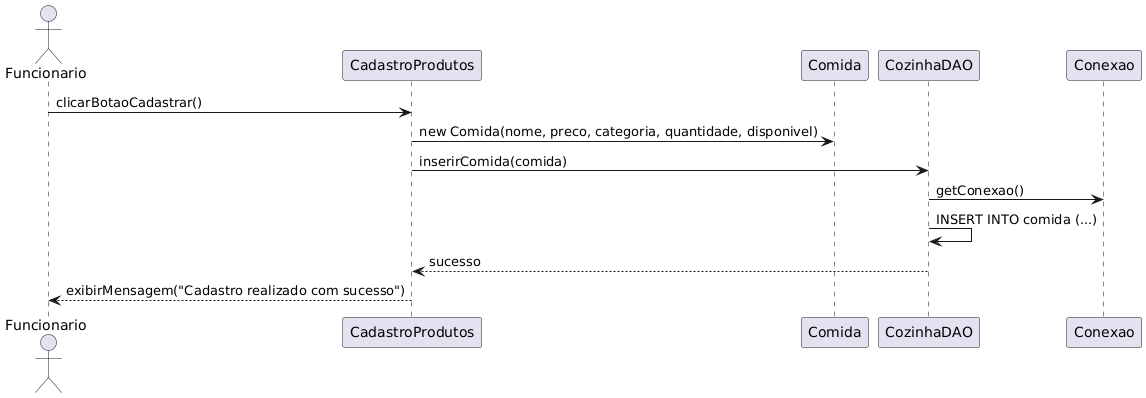 Funcionario
CadastroProdutos
Comida
CozinhaDAO
Conexao
clicarBotaoCadastrar()
new Comida(nome, preco, categoria, quantidade, disponivel)
inserirComida(comida)
getConexao()
INSERT INTO comida (...)
sucesso
exibirMensagem("Cadastro realizado com sucesso")
Funcionario
CadastroProdutos
Comida
CozinhaDAO
Conexao